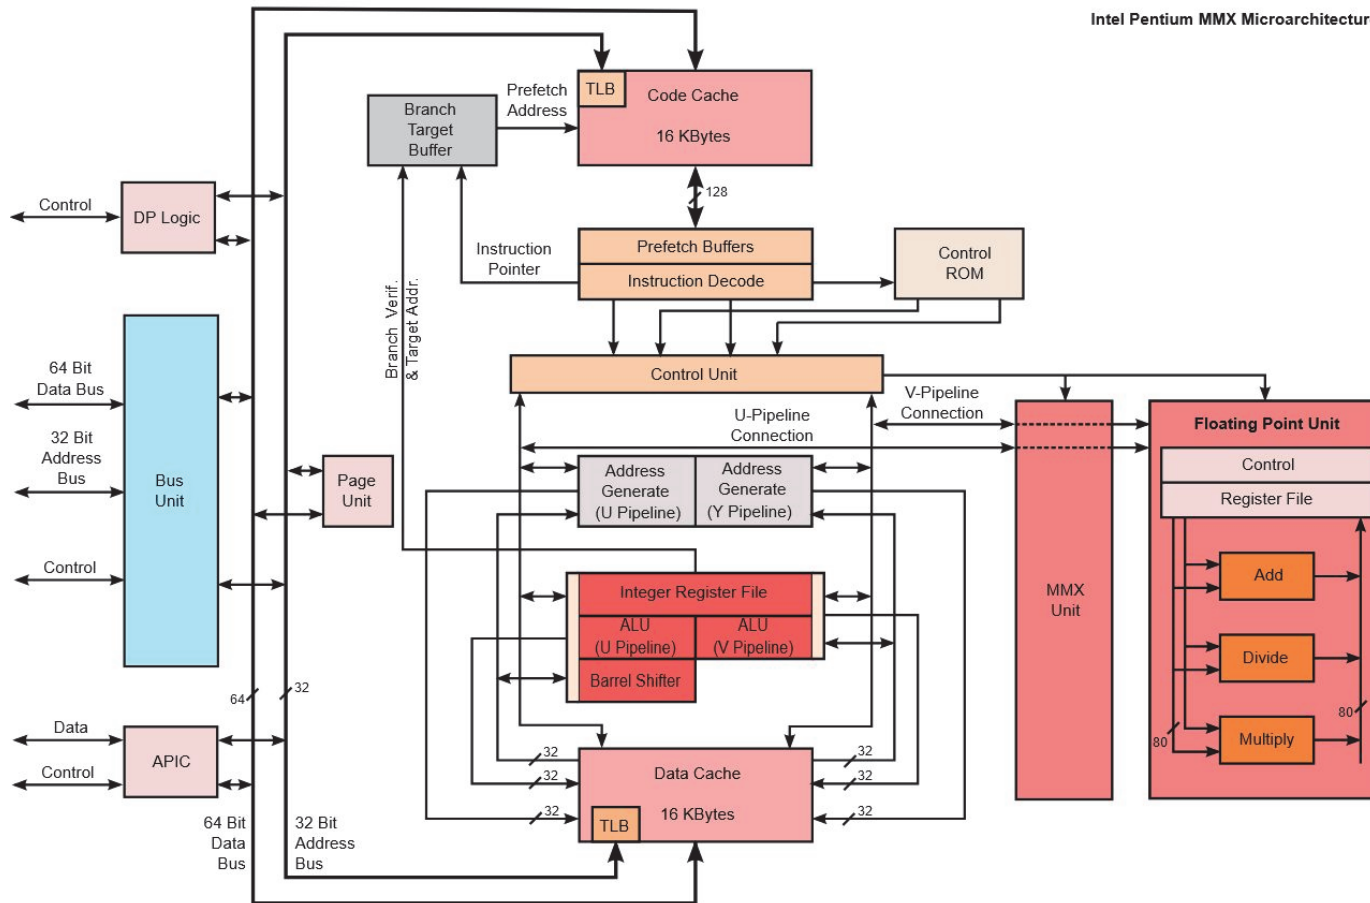 Intel Pentium MMX Microarchitecture
TLB
Code Cache
16 KBytes
Prefetch
Address
Branch
Target
Buffer
128
Control
DP Logic
Prefetch Buffers
Instruction Decode
Instruction
Pointer
Control
ROM
Branch Verif.
& Target Addr.
Control Unit
64 Bit
Data Bus
32 Bit
Address
Bus
Control
Bus
Unit
Page
Unit
U-Pipeline
Connection
V-Pipeline
Connection
Address
Generate
(U Pipeline)
Address
Generate
(Y Pipeline)
Integer Register File
ALU
(U Pipeline)
ALU
(V Pipeline)
Barrel Shifter
MMX
Unit
Floating Point Unit
Control
Register File
Add
Divide
Multiply
80
80
64
32
Data
Control
APIC
64 Bit
Data
Bus
32 Bit
Address
Bus
32
32
32
32
32
32
Data Cache
16 KBytes
TLB